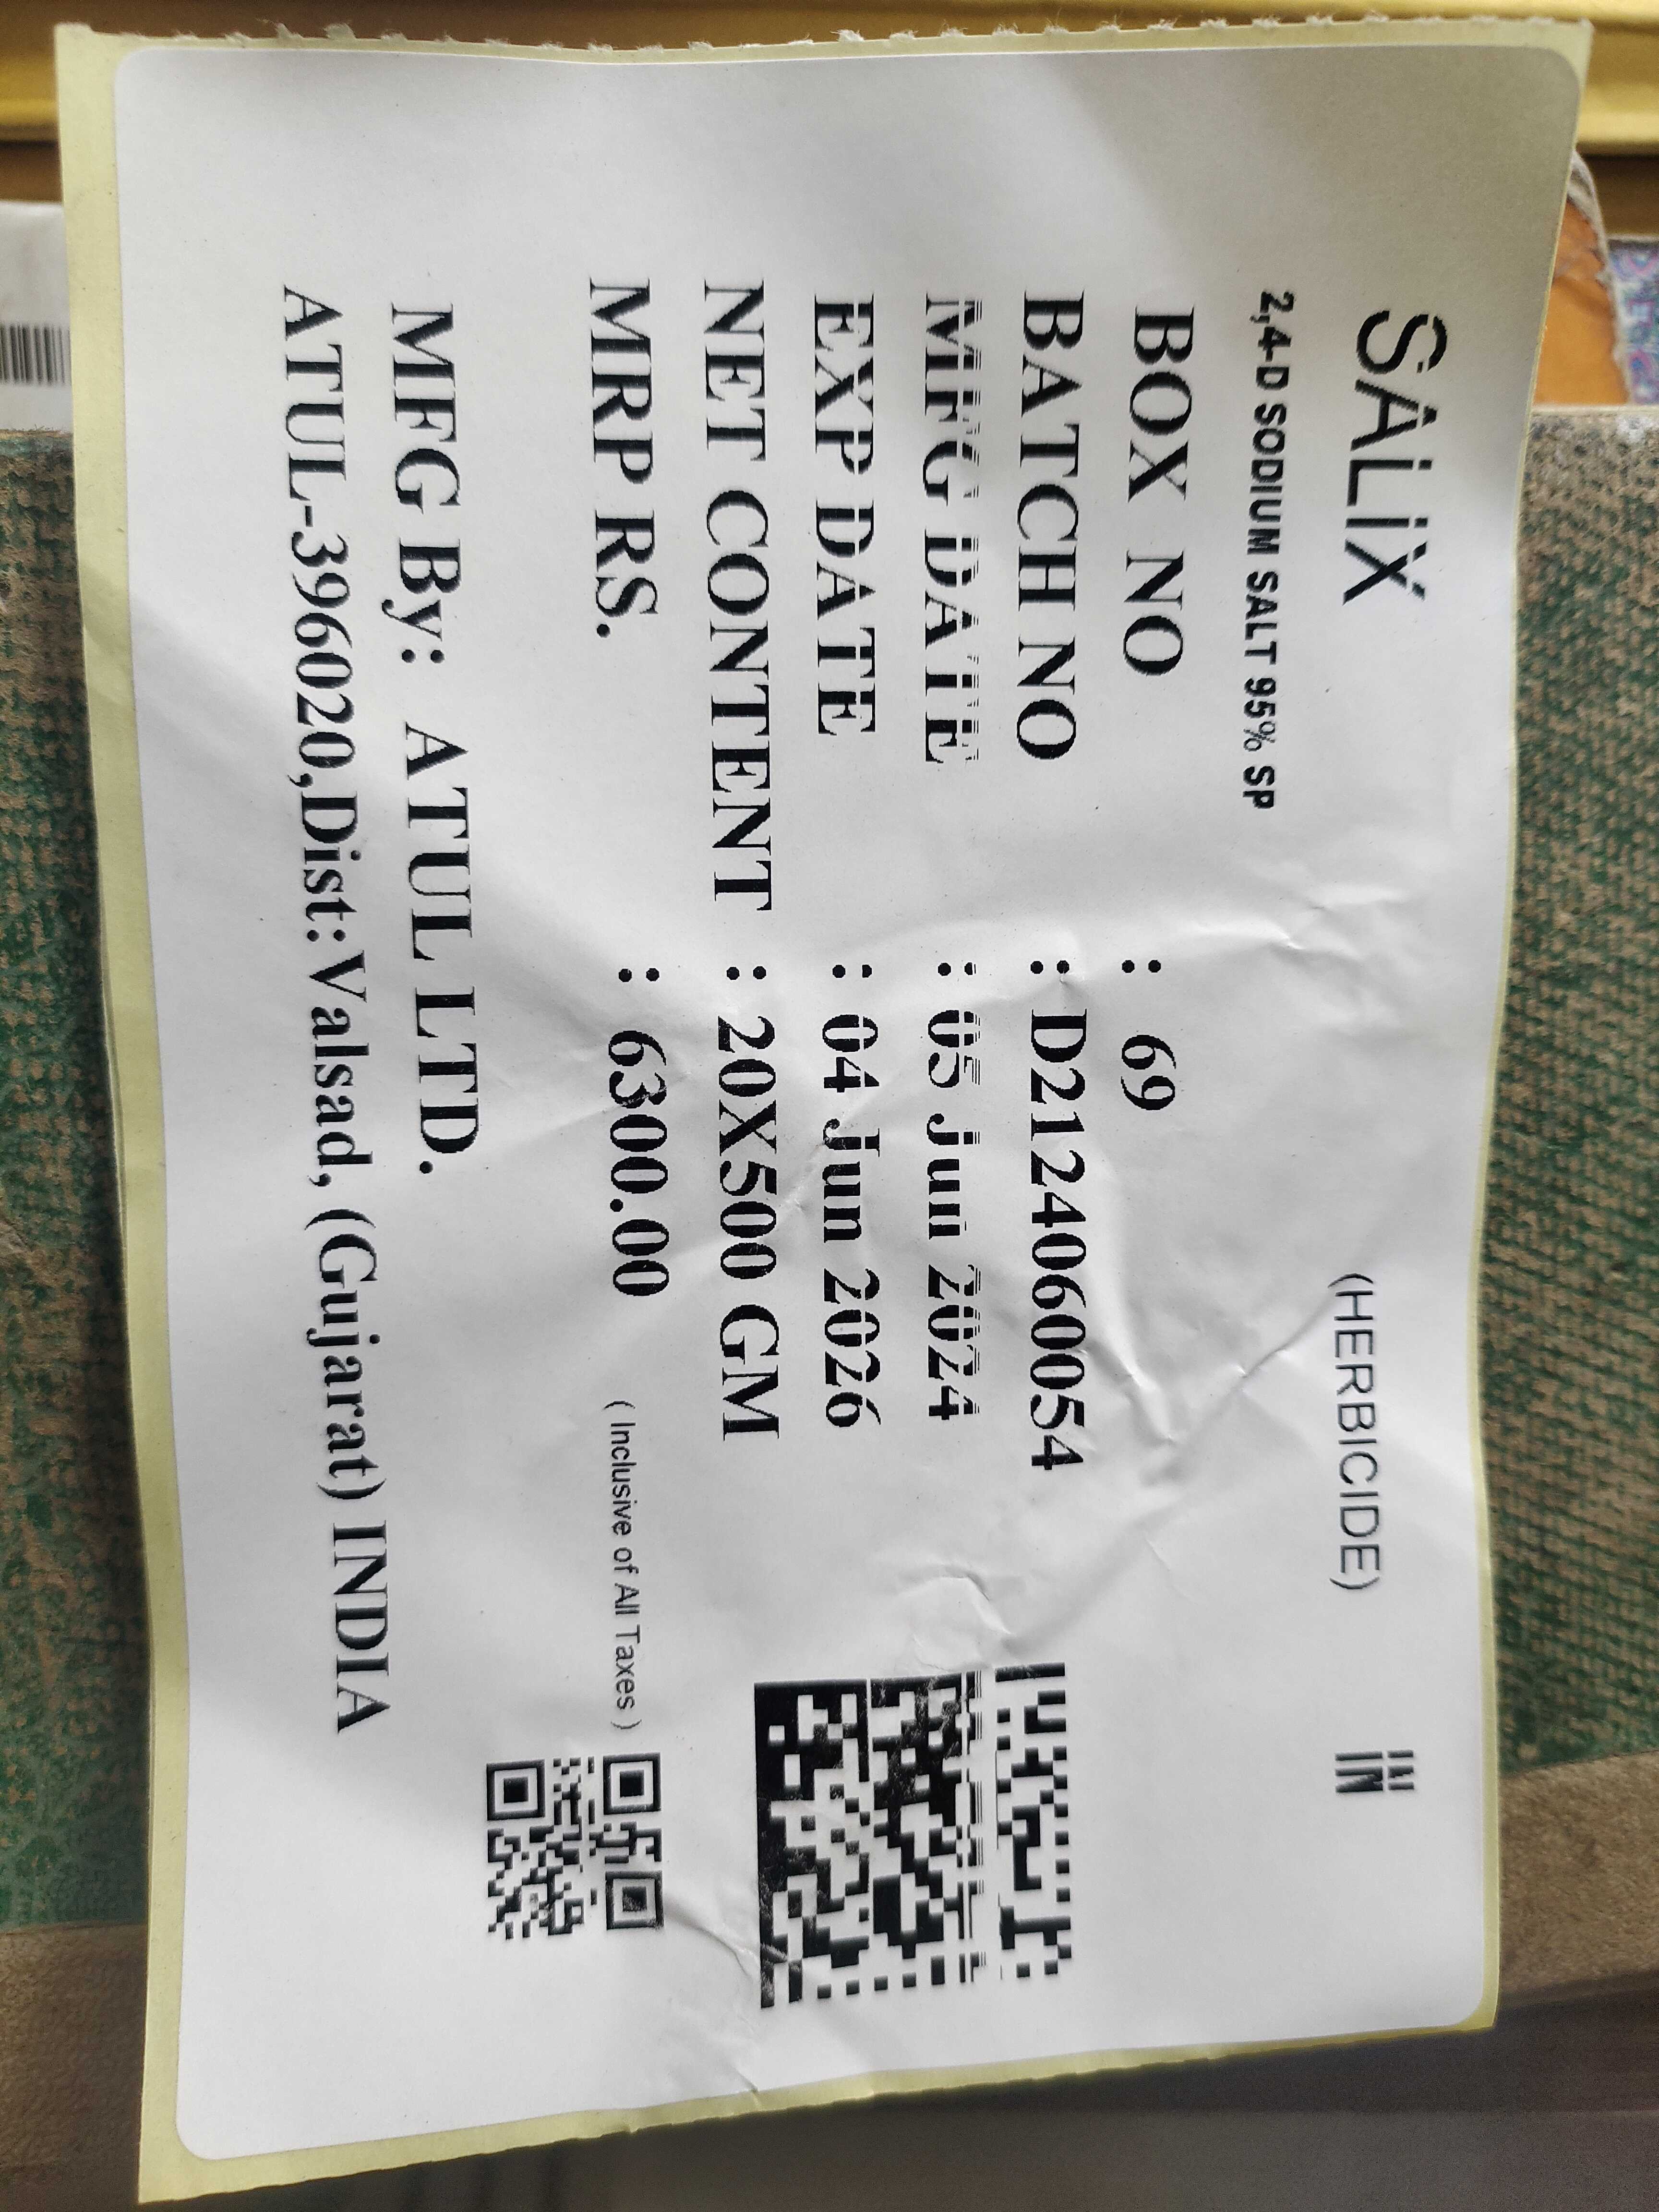 SALIX (HERBICIDE) IN
2,4-D SODIUM SALT 95% SP
BOX NO : 69
BATCH NO : D2124060054
MFG DATE : 05 Jun 2024
EXP DATE : 04 Jun 2026
NET CONTENT : 20X500 GM
MRP RS. : 6300.00 ( Inclusive of All Taxes )
MFG By: ATUL LTD.
ATUL-396020,Dist:Valsad, (Gujarat) INDIA